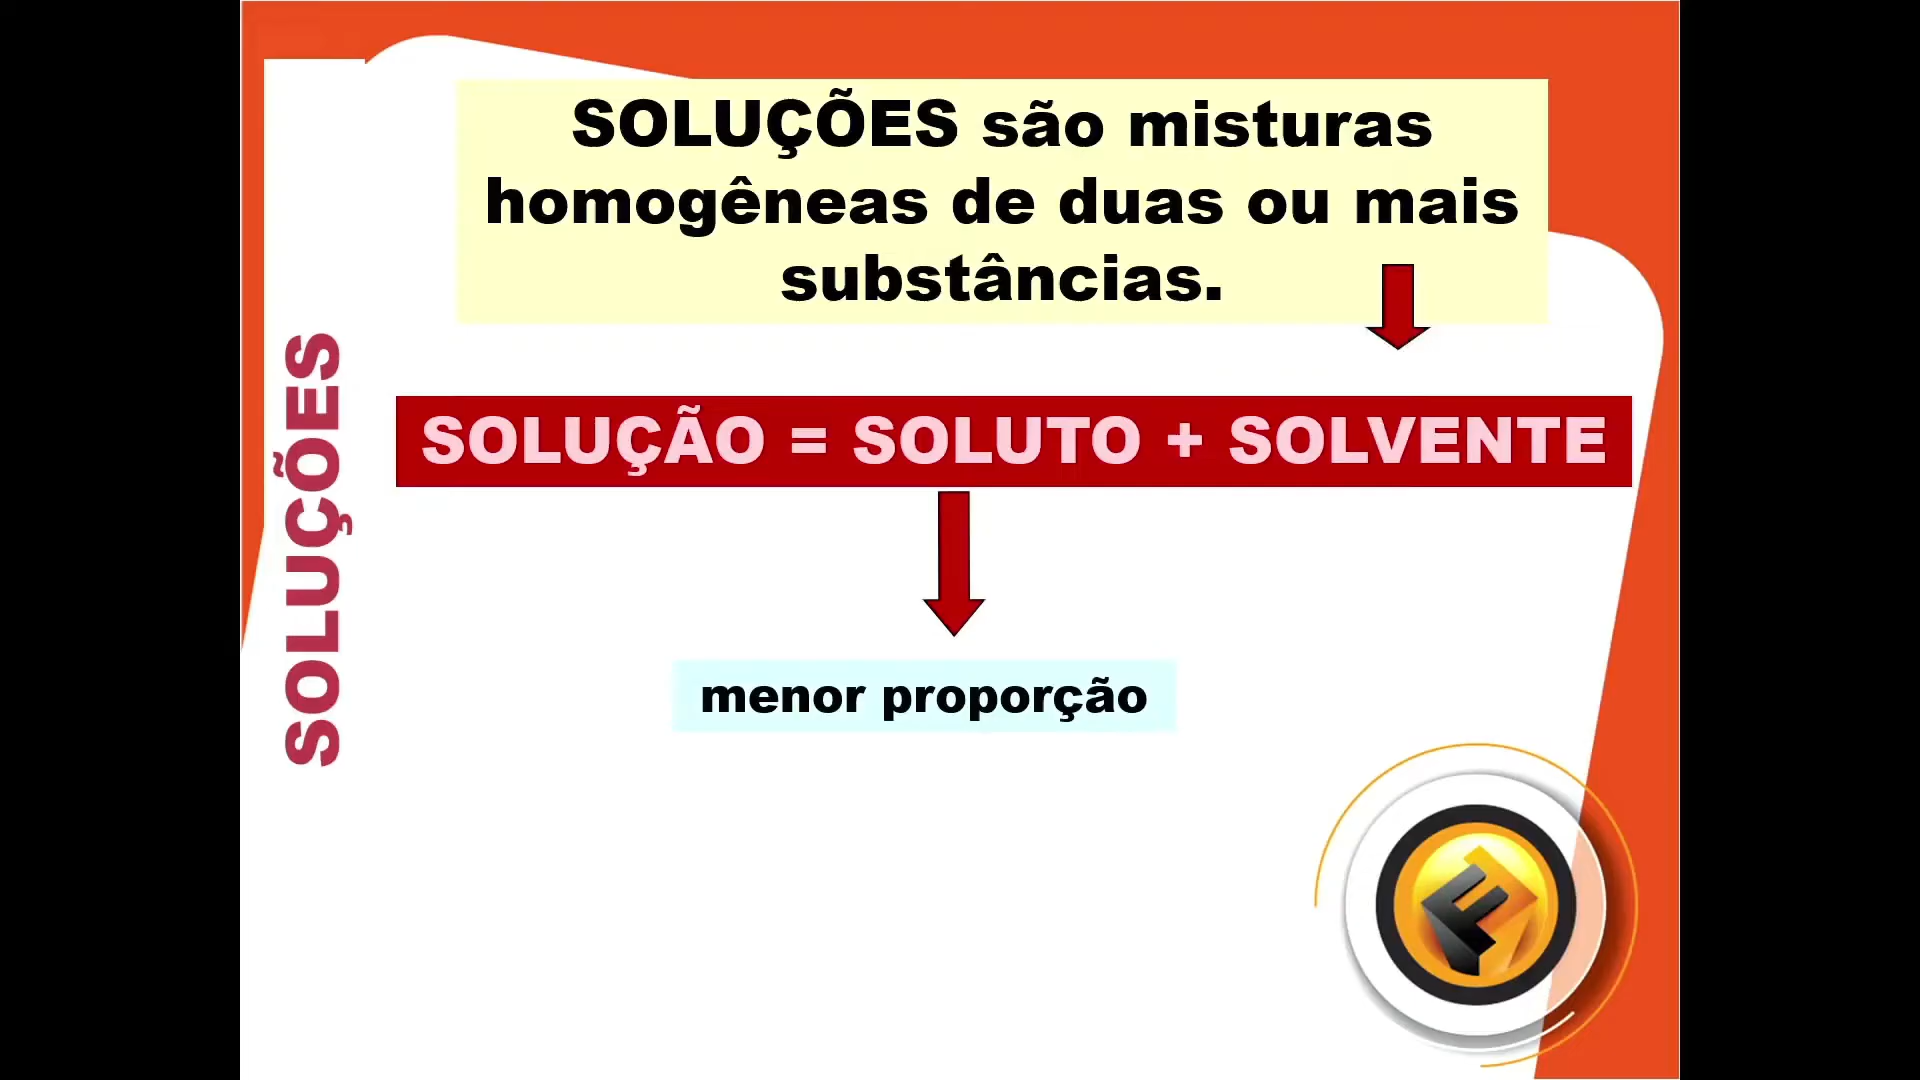 SOLUÇÕES são misturas
homogêneas de duas ou mais
substâncias.
SOLUÇÃO = SOLUTO + SOLVENTE
menor proporção
SOLUÇÕES